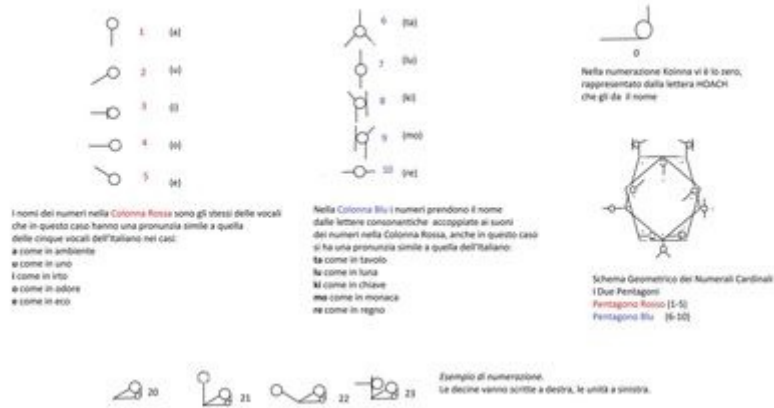 1 (a)
2 (u)
3 (i)
4 (o)
5 (e)
I nomi dei numeri nella Colonna Rossa sono gli stessi delle vocali
che in questo caso hanno una pronunzia simile a quella
delle cinque vocali dell'Italiano nei casi:
a come in ambiente
u come in uno
i come in irto
o come in odore
e come in eco
6 (ta)
7 (lu)
8 (ki)
9 (mo)
10 (re)
Nella Colonna Blu i numeri prendono il nome
dalle lettere consonantiche accoppiate ai suoni
dei numeri nella Colonna Rossa, anche in questo caso
si ha una pronunzia simile a quella dell'Italiano:
ta come in tavolo
lu come in luna
ki come in chiave
mo come in monaca
re come in regno
0
Nella numerazione Koinna vi è lo zero,
rappresentato dalla lettera HOACH
che gli da il nome
Schema Geometrico dei Numerali Cardinali
I Due Pentagoni
Pentagono Rosso (1-5)
Pentagono Blu (6-10)
20
21
22
23
Esempio di numerazione.
Le decine vanno scritte a destra, le unità a sinistra.